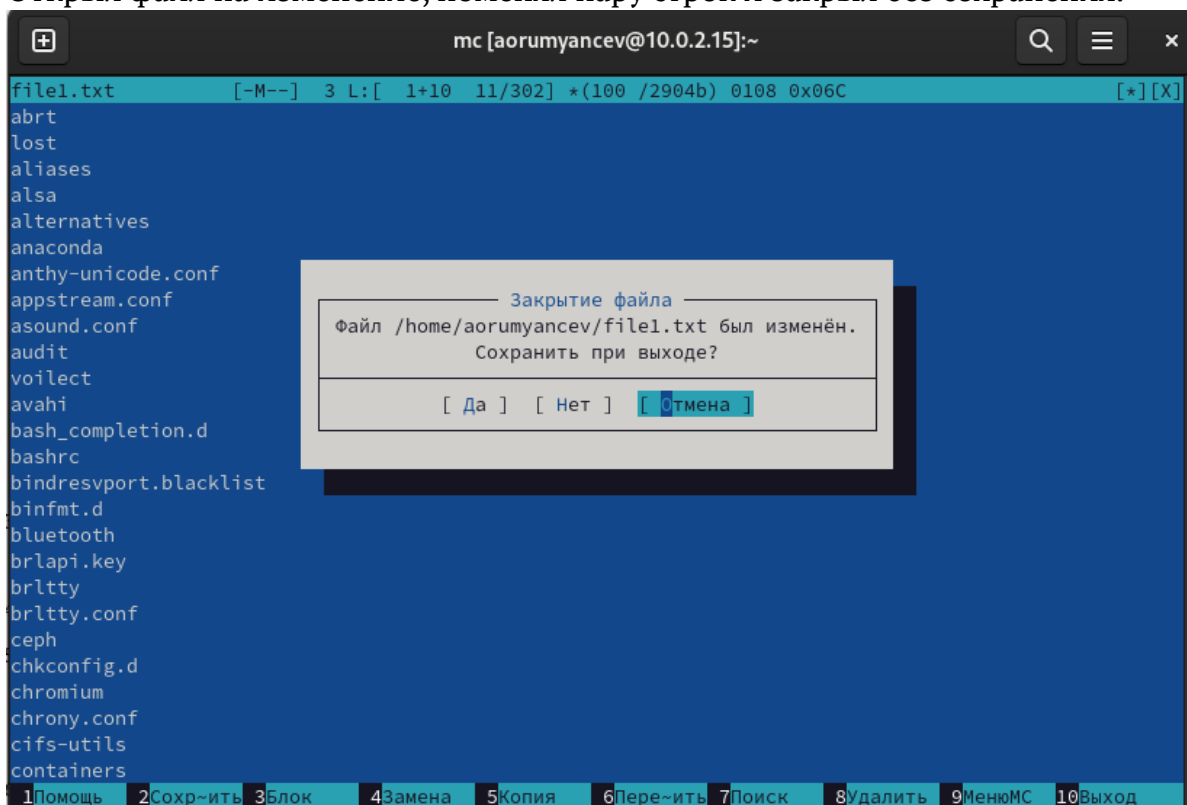 mc [aorumyancev@10.0.2.15]:~
file1.txt [-M--] 3 L:[ 1+10 11/302] *(100 /2904b) 0108 0x06C [*][X]
abrt
lost
aliases
alsa
alternatives
anaconda
anthy-unicode.conf
appstream.conf
asound.conf
audit
voilect
avahi
bash_completion.d
bashrc
bindresvport.blacklist
binfmt.d
bluetooth
brlapi.key
brltty
brltty.conf
ceph
chkconfig.d
chromium
chrony.conf
cifs-utils
containers
Закрытие файла
Файл /home/aorumyancev/file1.txt был изменён.
Сохранить при выходе?
[ Да ] [ Нет ] [ Отмена ]
1Помощь 2Сохр~ить 3Блок 4Замена 5Копия 6Пере~ить 7Поиск 8Удалить 9МенюMC 10Выход